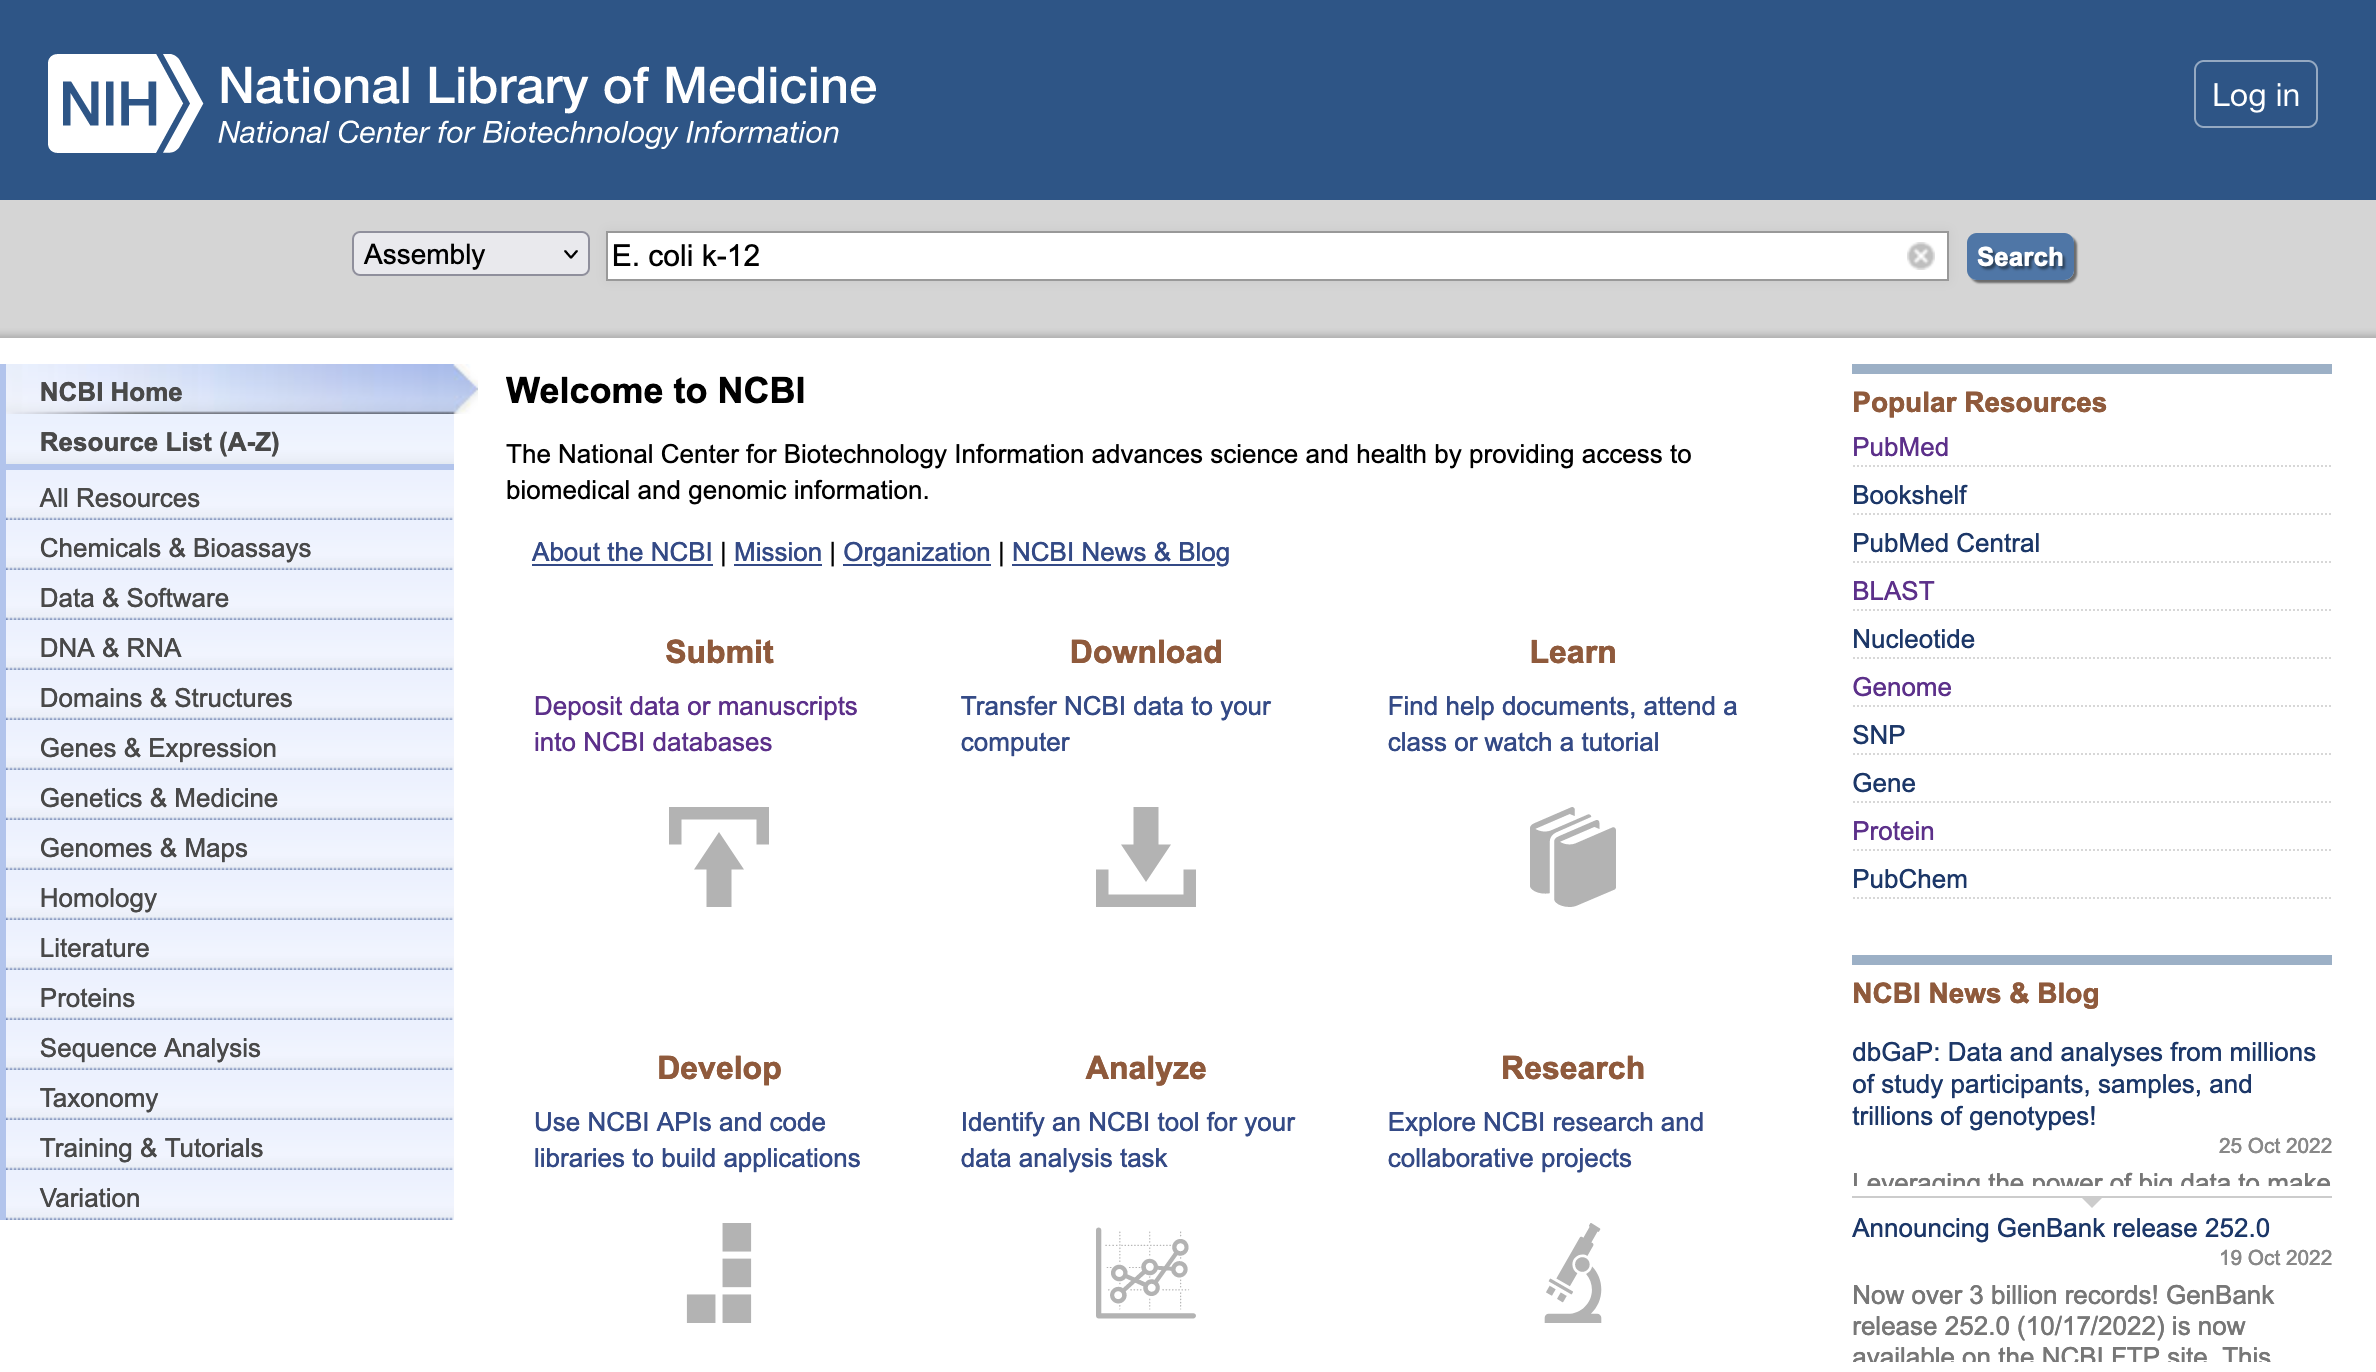 NIH
National Library of Medicine
National Center for Biotechnology Information
Log in
Assembly
E. coli k-12
Search
NCBI Home
Resource List (A-Z)
All Resources
Chemicals & Bioassays
Data & Software
DNA & RNA
Domains & Structures
Genes & Expression
Genetics & Medicine
Genomes & Maps
Homology
Literature
Proteins
Sequence Analysis
Taxonomy
Training & Tutorials
Variation
Welcome to NCBI
The National Center for Biotechnology Information advances science and health by providing access to
biomedical and genomic information.
About the NCBI | Mission | Organization | NCBI News & Blog
Submit
Deposit data or manuscripts
into NCBI databases
Download
Transfer NCBI data to your
computer
Learn
Find help documents, attend a
class or watch a tutorial
Develop
Use NCBI APIs and code
libraries to build applications
Analyze
Identify an NCBI tool for your
data analysis task
Research
Explore NCBI research and
collaborative projects
Popular Resources
PubMed
Bookshelf
PubMed Central
BLAST
Nucleotide
Genome
SNP
Gene
Protein
PubChem
NCBI News & Blog
dbGaP: Data and analyses from millions
of study participants, samples, and
trillions of genotypes!
25 Oct 2022
Leveraging the power of big data to make
Announcing GenBank release 252.0
19 Oct 2022
Now over 3 billion records! GenBank
release 252.0 (10/17/2022) is now
available on the NCBI FTP site. This